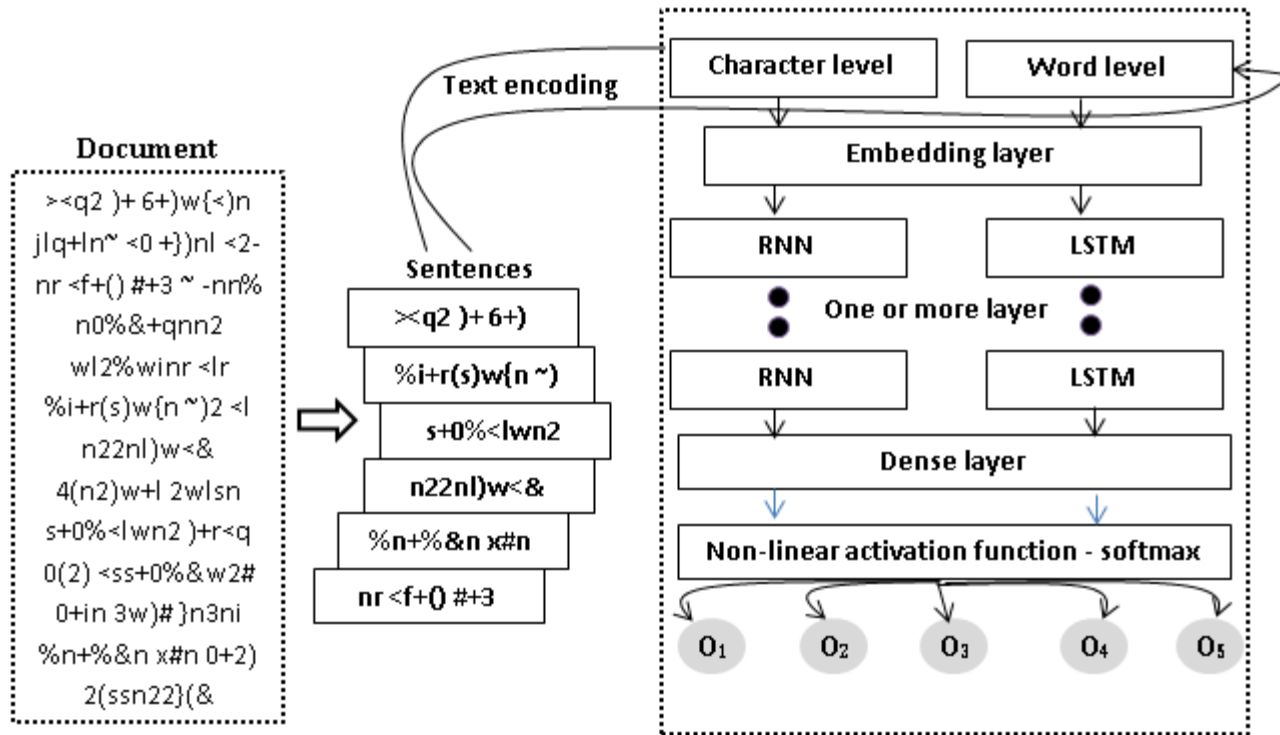 Document
><q2 )+ 6+)w{<)n
jlq+ln~ <0 +})nl <2-
nr <f+() #+3 ~ -nn%
n0%&+qnn2
wl2%winr <lr
%i+r(s)w{n ~)2 <l
n22nl)w<&
4(n2)w+l 2wlsn
s+0%<lwn2 )+r<q
0(2) <ss+0%&w2#
0+in 3w)# }n3ni
%n+%&n x#n 0+2)
2(ssn22}(&
Text encoding
Sentences
><q2 )+ 6+)
%i+r(s)w{n ~)
s+0%<lwn2
n22nl)w<&
%n+%&n x#n
nr <f+() #+3
Character level
Word level
Embedding layer
RNN
LSTM
One or more layer
RNN
LSTM
Dense layer
Non-linear activation function - softmax
O₁
O₂
O₃
O₄
O₅